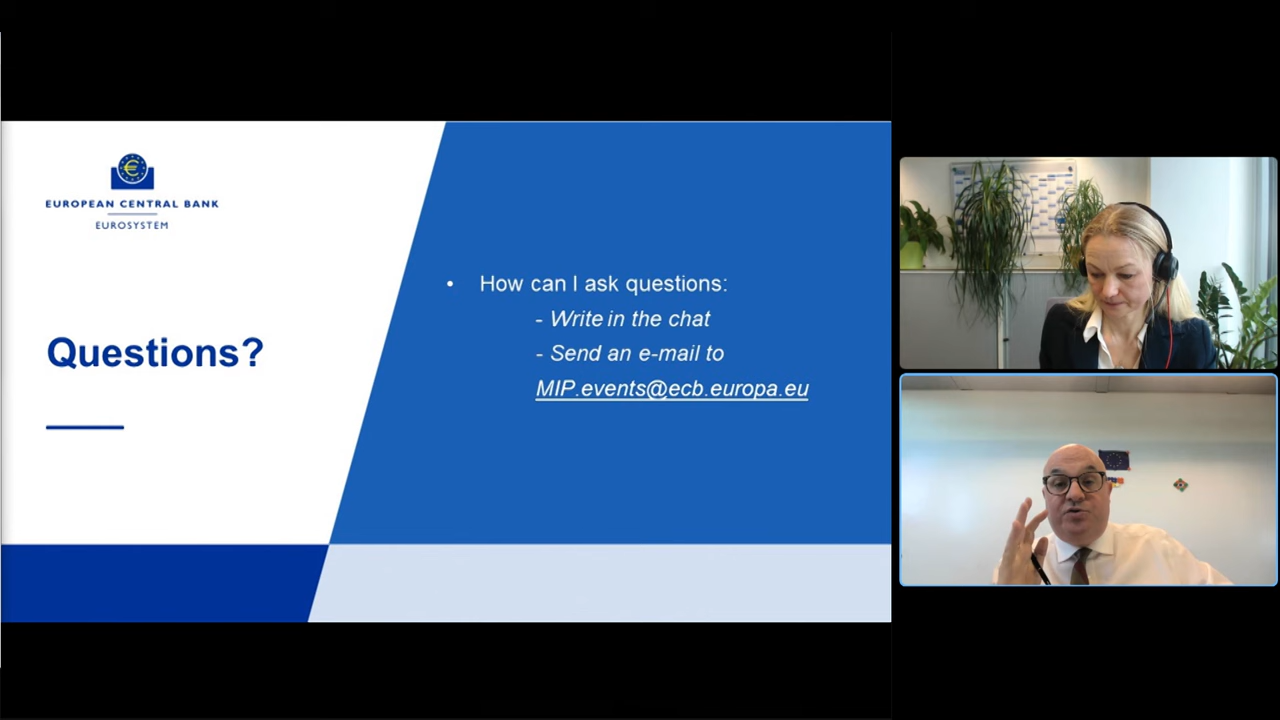 EUROPEAN CENTRAL BANK
EUROSYSTEM
Questions?
• How can I ask questions:
- Write in the chat
- Send an e-mail to
MIP.events@ecb.europa.eu